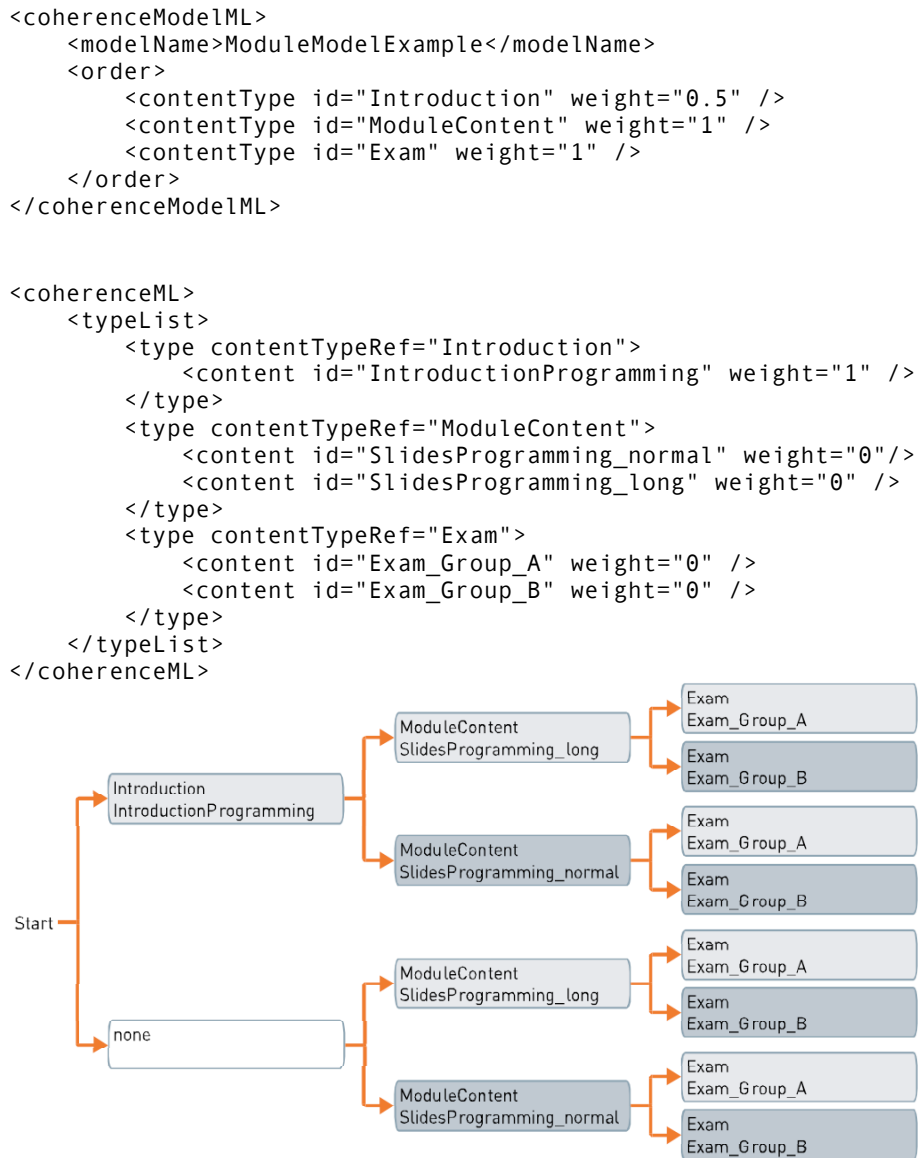 <coherenceModelML>
    <modelName>ModuleModelExample</modelName>
    <order>
        <contentType id="Introduction" weight="0.5" />
        <contentType id="ModuleContent" weight="1" />
        <contentType id="Exam" weight="1" />
    </order>
</coherenceModelML>
<coherenceML>
    <typeList>
        <type contentTypeRef="Introduction">
            <content id="IntroductionProgramming" weight="1" />
        </type>
        <type contentTypeRef="ModuleContent">
            <content id="SlidesProgramming_normal" weight="0"/>
            <content id="SlidesProgramming_long" weight="0" />
        </type>
        <type contentTypeRef="Exam">
            <content id="Exam_Group_A" weight="0" />
            <content id="Exam_Group_B" weight="0" />
        </type>
    </typeList>
</coherenceML>
Start
Introduction
IntroductionProgramming
ModuleContent
SlidesProgramming_long
Exam
Exam_Group_A
Exam
Exam_Group_B
ModuleContent
SlidesProgramming_normal
Exam
Exam_Group_A
Exam
Exam_Group_B
none
ModuleContent
SlidesProgramming_long
Exam
Exam_Group_A
Exam
Exam_Group_B
ModuleContent
SlidesProgramming_normal
Exam
Exam_Group_A
Exam
Exam_Group_B